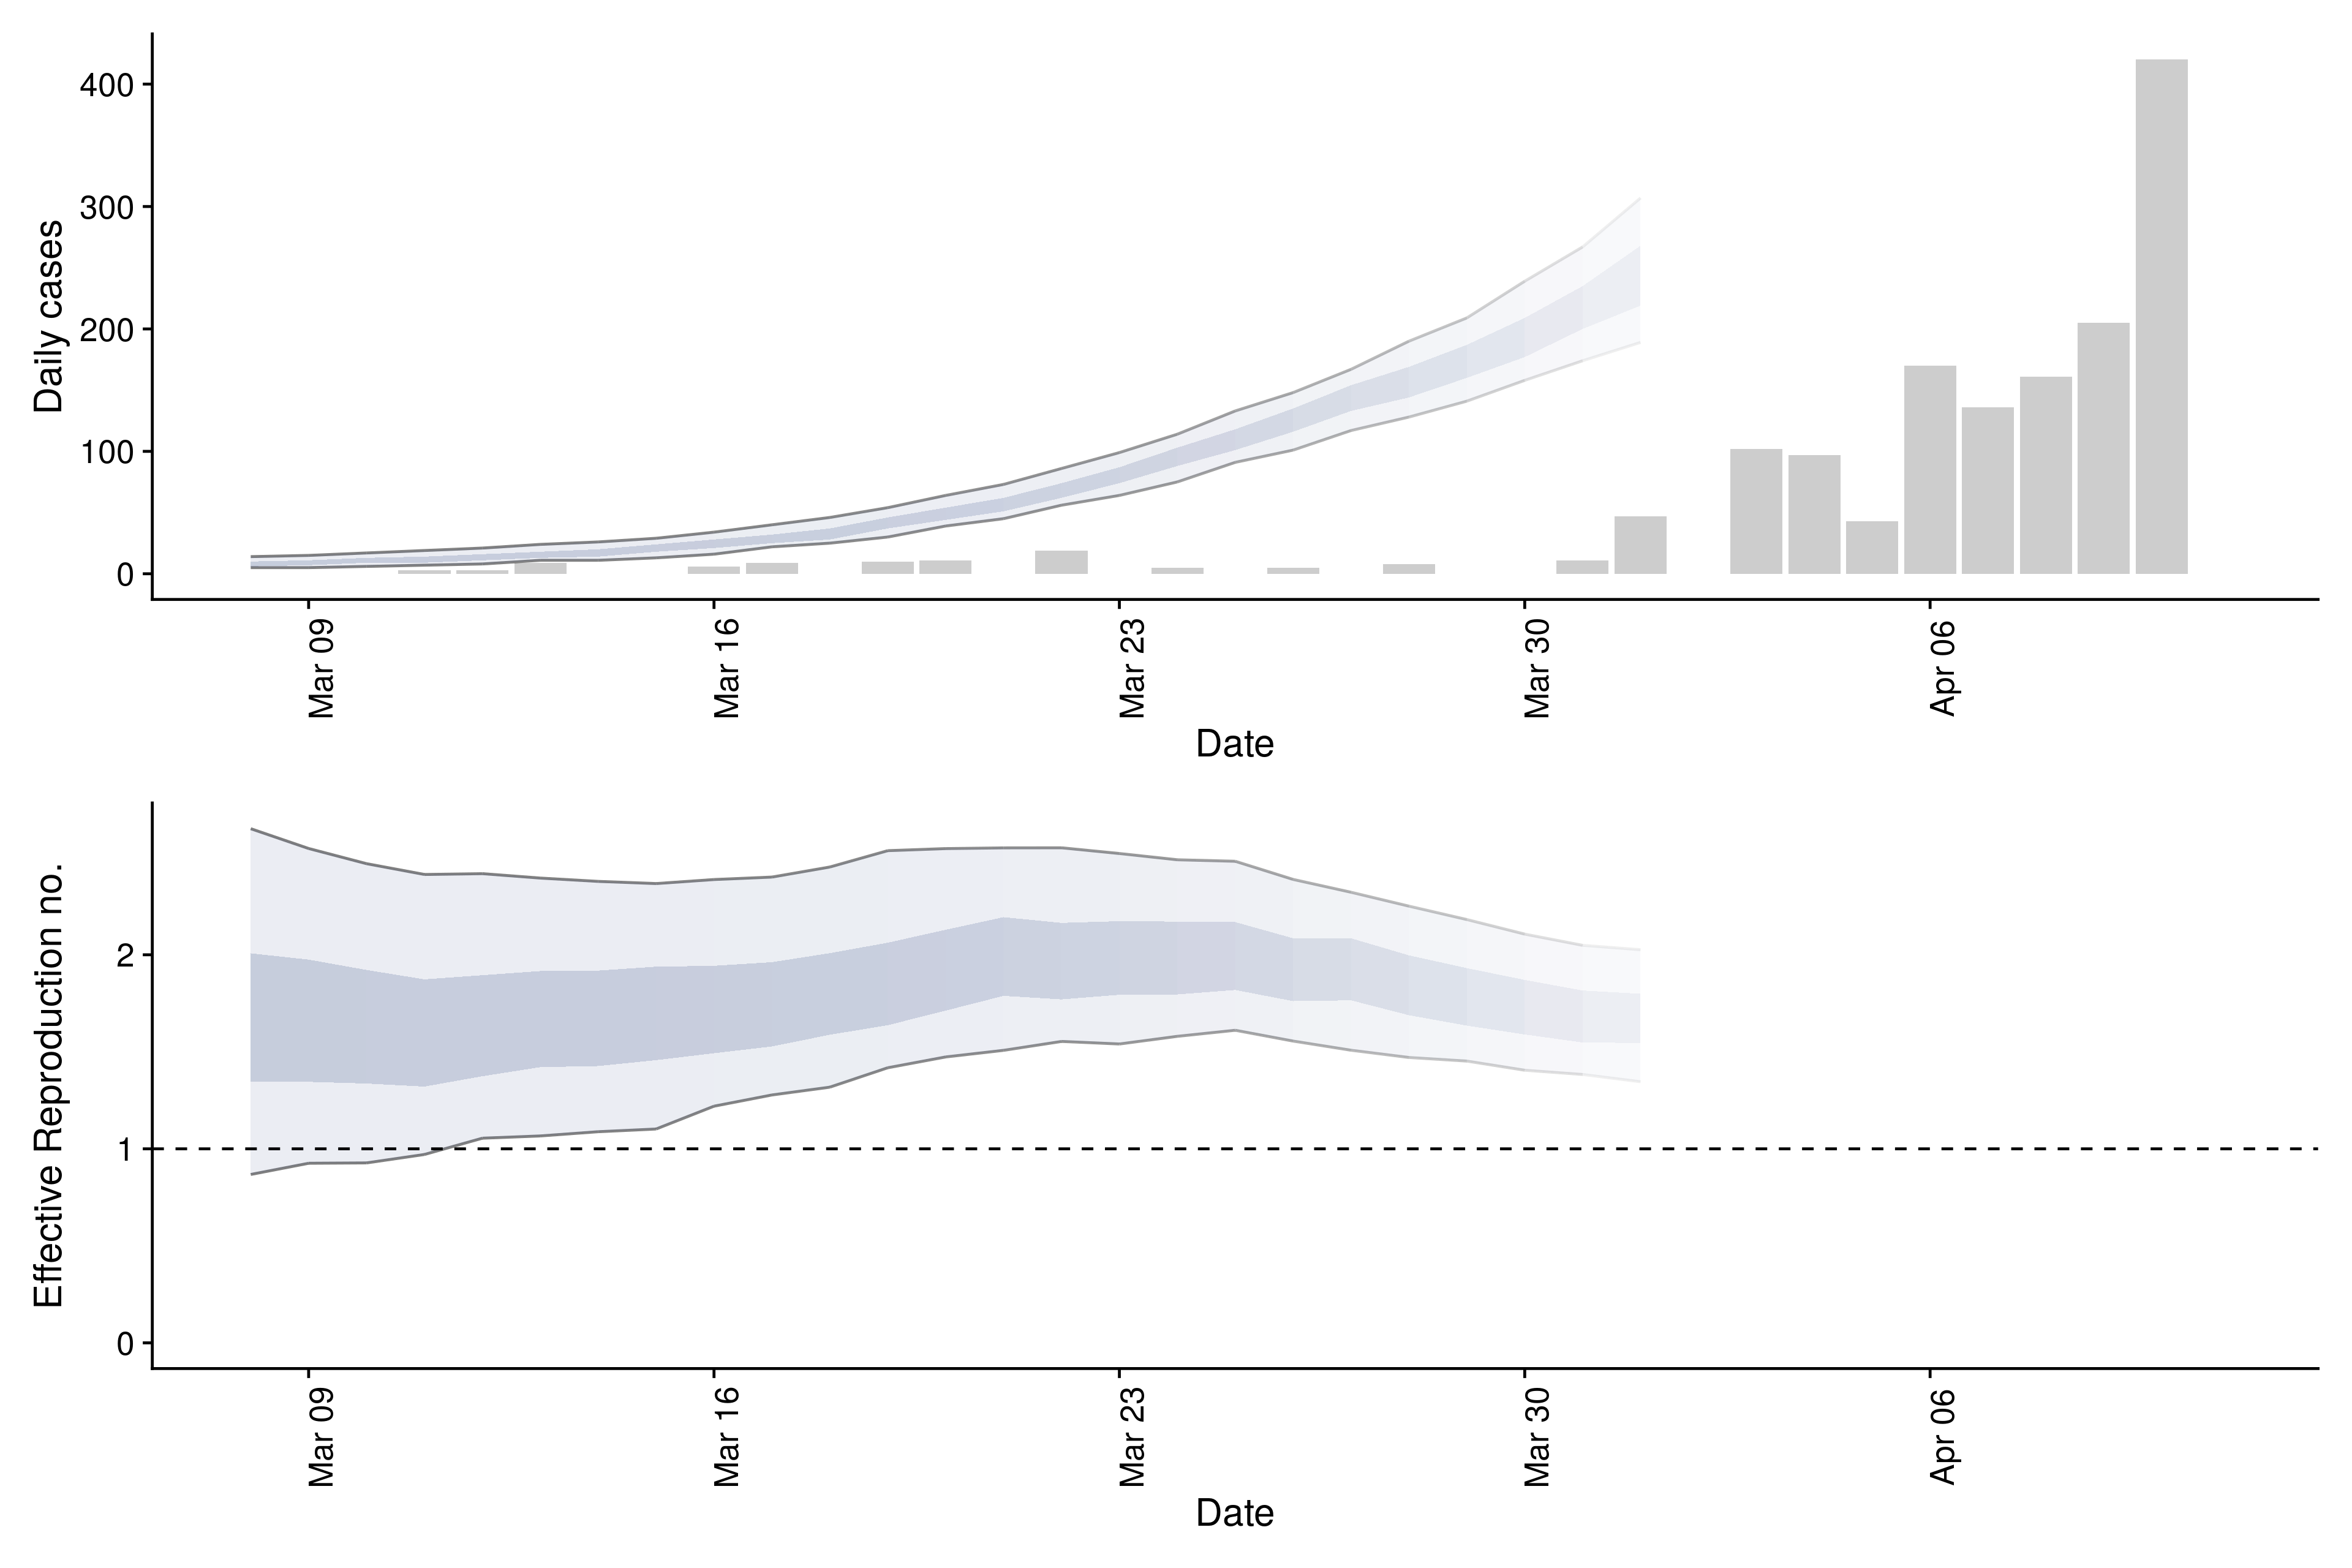 Daily cases
400
300
200
100
0
Mar 09
Mar 16
Mar 23
Mar 30
Apr 06
Date
Effective Reproduction no.
2
1
0
Mar 09
Mar 16
Mar 23
Mar 30
Apr 06
Date